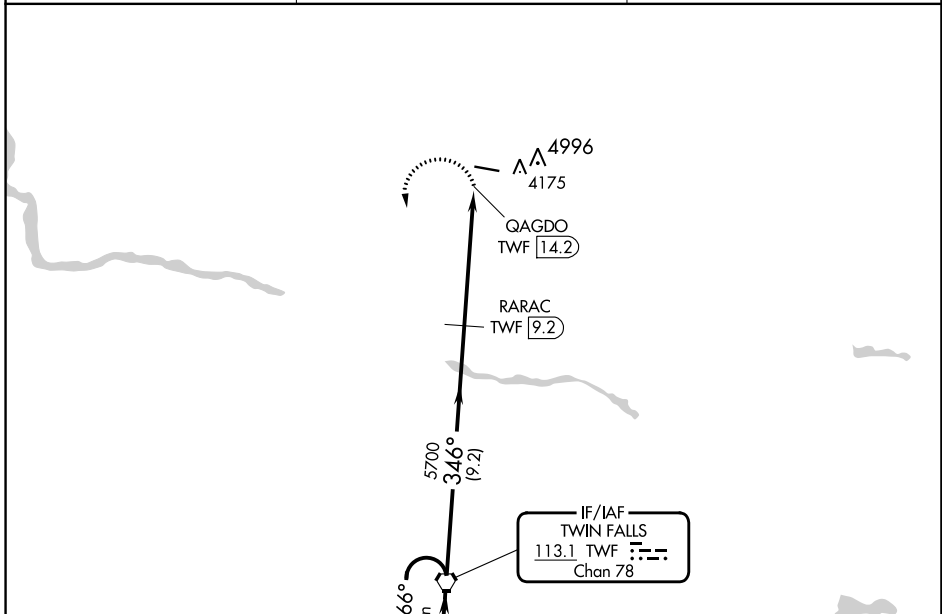 4996
4175
QAGDO
TWF 14.2
RARAC
TWF 9.2
5700
346°
(9.2)
IF/IAF
TWIN FALLS
113.1 TWF
Chan 78
66°